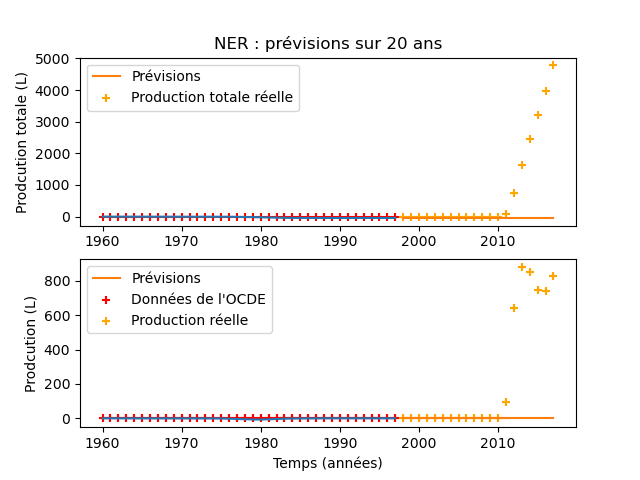 NER : prévisions sur 20 ans
Prodcution totale (L)
5000
4000
3000
2000
1000
0
Prévisions
Production totale réelle
1960 1970 1980 1990 2000 2010
Prodcution (L)
800
600
400
200
0
Prévisions
Données de l'OCDE
Production réelle
1960 1970 1980 1990 2000 2010
Temps (années)